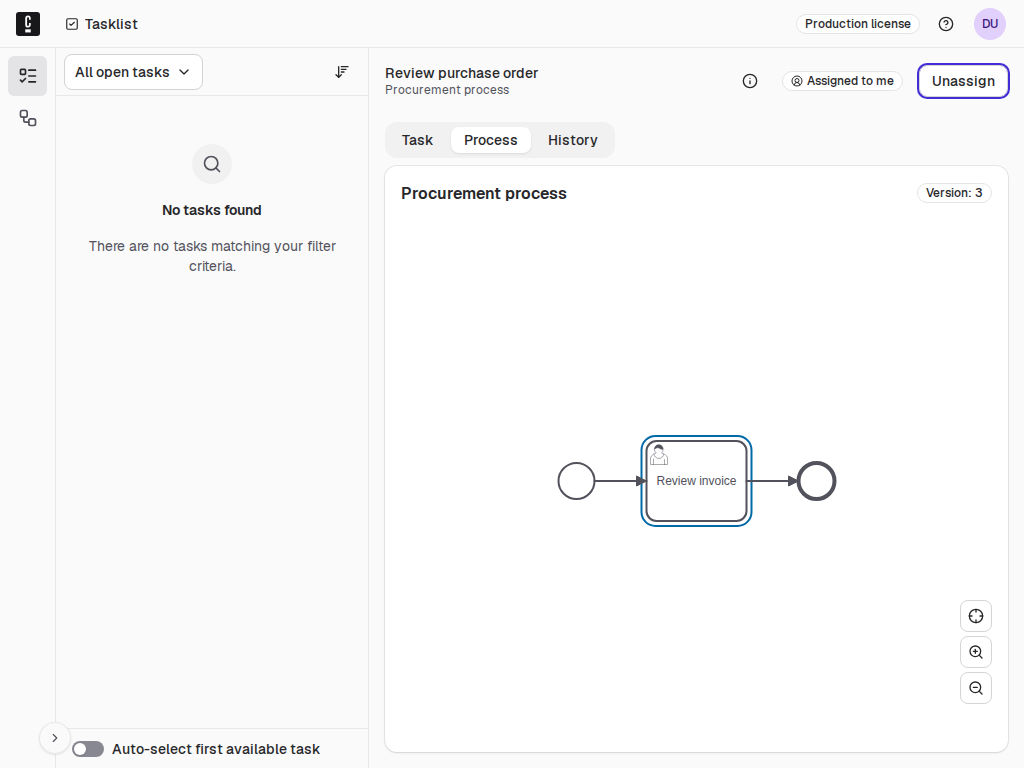 Tasklist
Production license
DU
All open tasks
No tasks found
There are no tasks matching your filter
criteria.
Auto-select first available task
Review purchase order
Procurement process
Assigned to me
Unassign
Task
Process
History
Procurement process
Version: 3
Review invoice